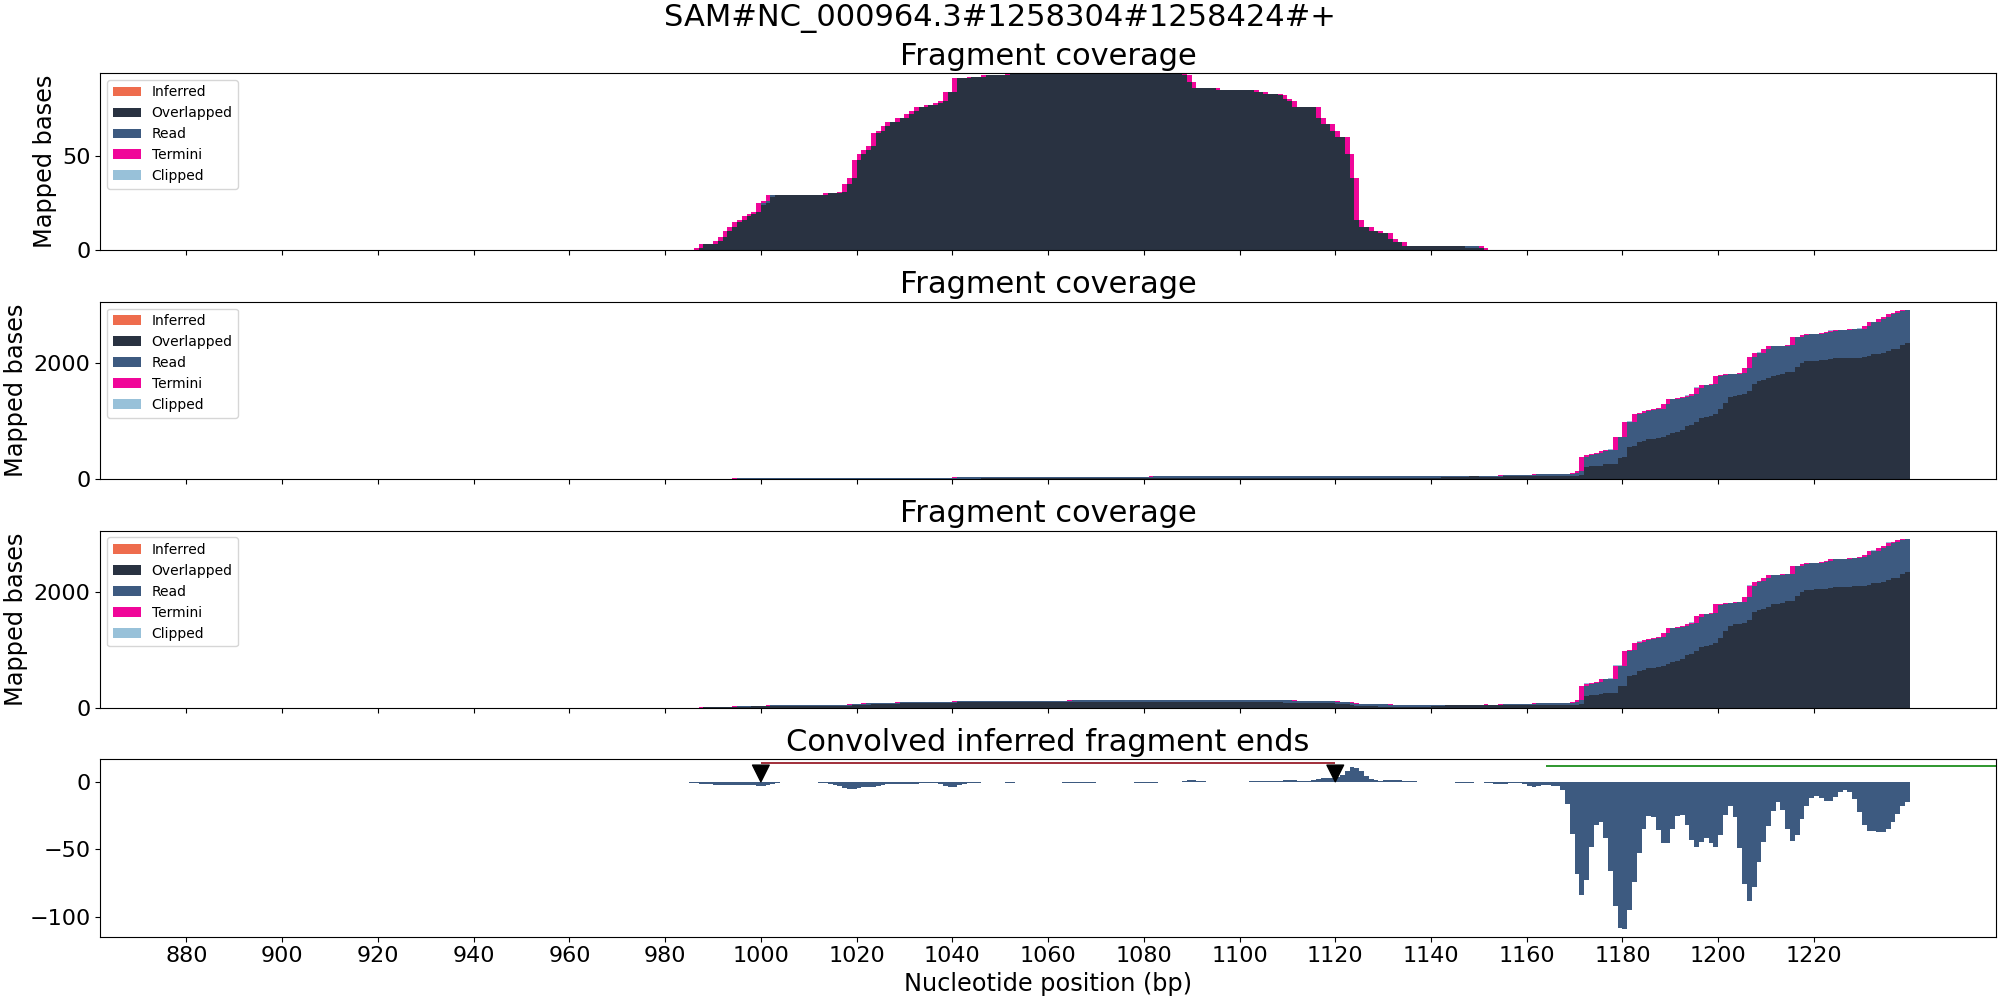 SAM#NC_000964.3#1258304#1258424#+
Fragment coverage
Mapped bases
50
0
Inferred
Overlapped
Read
Termini
Clipped
Fragment coverage
Mapped bases
2000
0
Inferred
Overlapped
Read
Termini
Clipped
Fragment coverage
Mapped bases
2000
0
Inferred
Overlapped
Read
Termini
Clipped
Convolved inferred fragment ends
0
−50
−100
880 900 920 940 960 980 1000 1020 1040 1060 1080 1100 1120 1140 1160 1180 1200 1220
Nucleotide position (bp)